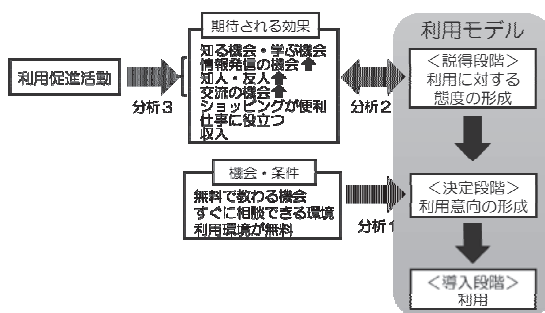 期待される効果
知る機会・学ぶ機会
情報発信の機会↑
知人・友人↑
交流の機会↑
ショッピングが便利
仕事に役立つ
収入
利用促進活動
分析3
分析2
機会・条件
無料で教わる機会
すぐに相談できる環境
利用環境が無料
分析1
利用モデル
＜説得段階＞
利用に対する
態度の形成
＜決定段階＞
利用意向の形成
＜導入段階＞
利用